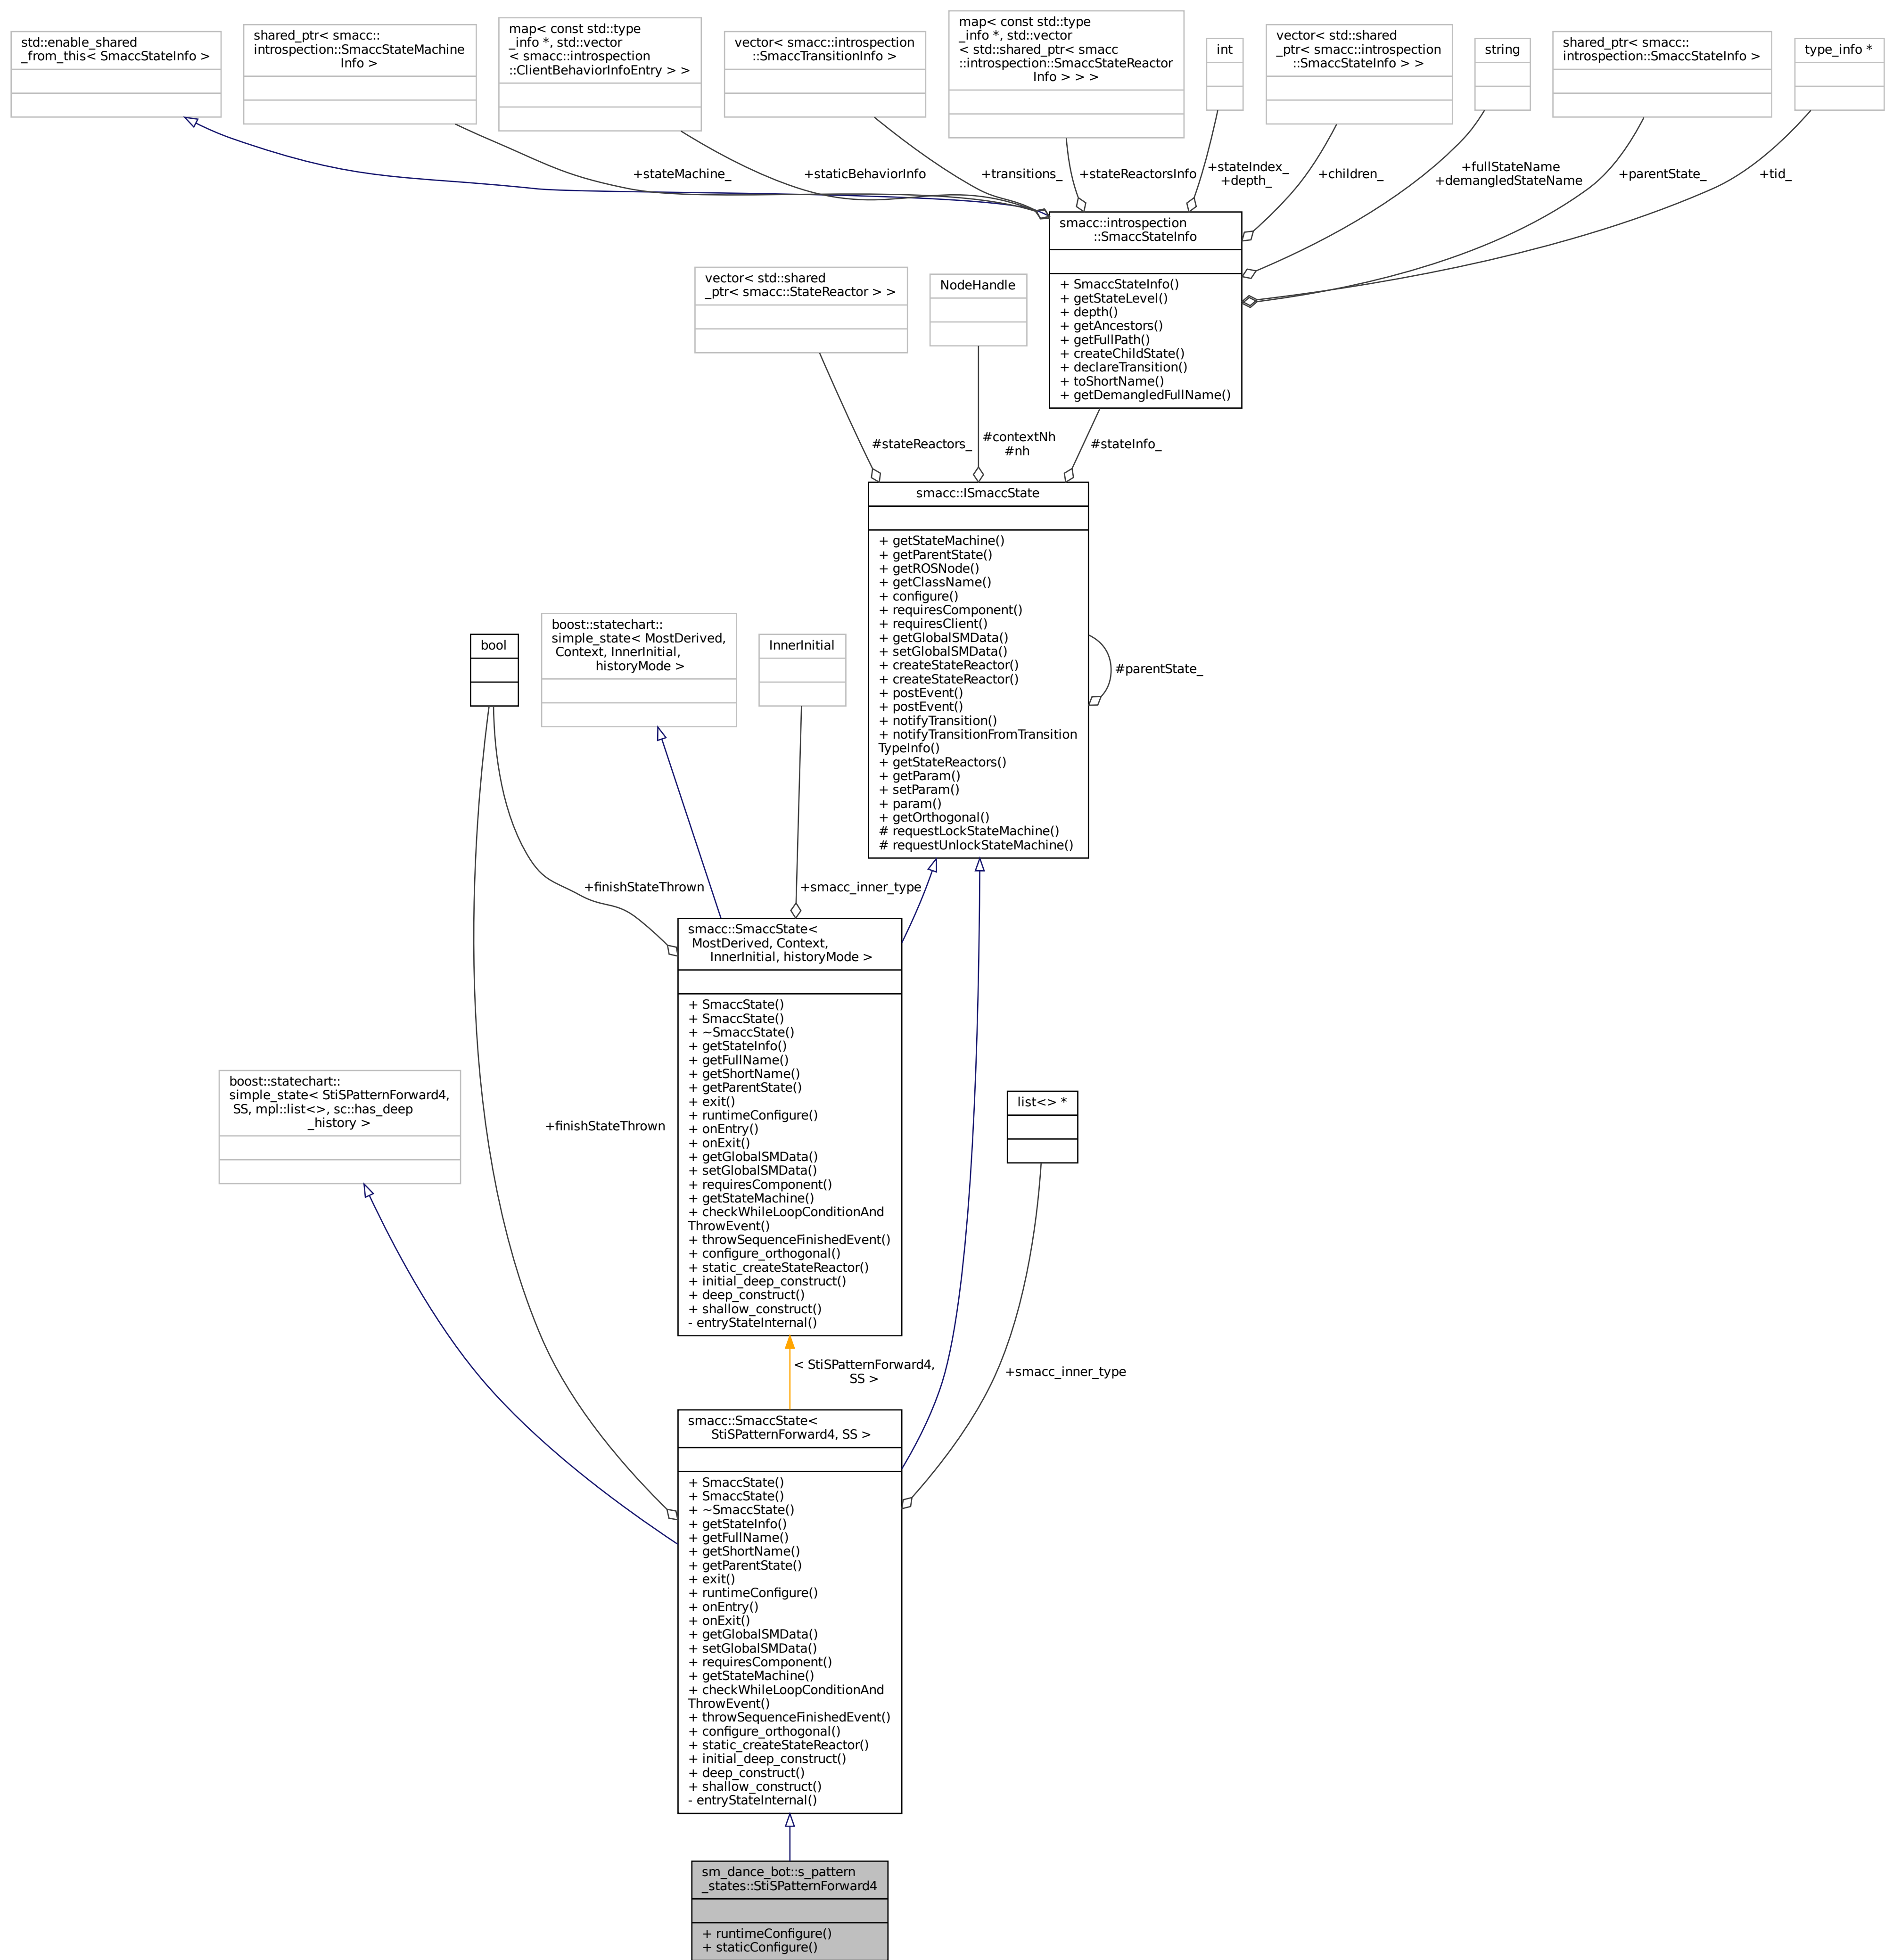 std::enable_shared
_from_this< SmaccStateInfo >
shared_ptr< smacc::
introspection::SmaccStateMachine
Info >
map< const std::type
_info *, std::vector
< smacc::introspection
::ClientBehaviorInfoEntry > >
vector< smacc::introspection
::SmaccTransitionInfo >
map< const std::type
_info *, std::vector
< std::shared_ptr< smacc
::introspection::SmaccStateReactor
Info > > >
int
vector< std::shared
_ptr< smacc::introspection
::SmaccStateInfo > >
string
shared_ptr< smacc::
introspection::SmaccStateInfo >
type_info *
+stateMachine_
+staticBehaviorInfo
+transitions_
+stateReactorsInfo
+stateIndex_
+depth_
+children_
+fullStateName
+demangledStateName
+parentState_
+tid_
smacc::introspection
::SmaccStateInfo
+ SmaccStateInfo()
+ getStateLevel()
+ depth()
+ getAncestors()
+ getFullPath()
+ createChildState()
+ declareTransition()
+ toShortName()
+ getDemangledFullName()
vector< std::shared
_ptr< smacc::StateReactor > >
NodeHandle
#stateReactors_
#contextNh
#nh
#stateInfo_
smacc::ISmaccState
+ getStateMachine()
+ getParentState()
+ getROSNode()
+ getClassName()
+ configure()
+ requiresComponent()
+ requiresClient()
+ getGlobalSMData()
+ setGlobalSMData()
+ createStateReactor()
+ createStateReactor()
+ postEvent()
+ postEvent()
+ notifyTransition()
+ notifyTransitionFromTransition
TypeInfo()
+ getStateReactors()
+ getParam()
+ setParam()
+ param()
+ getOrthogonal()
# requestLockStateMachine()
# requestUnlockStateMachine()
#parentState_
bool
boost::statechart::
simple_state< MostDerived,
Context, InnerInitial,
historyMode >
InnerInitial
+finishStateThrown
+smacc_inner_type
smacc::SmaccState<
MostDerived, Context,
InnerInitial, historyMode >
+ SmaccState()
+ SmaccState()
+ ~SmaccState()
+ getStateInfo()
+ getFullName()
+ getShortName()
+ getParentState()
+ exit()
+ runtimeConfigure()
+ onEntry()
+ onExit()
+ getGlobalSMData()
+ setGlobalSMData()
+ requiresComponent()
+ getStateMachine()
+ checkWhileLoopConditionAnd
ThrowEvent()
+ throwSequenceFinishedEvent()
+ configure_orthogonal()
+ static_createStateReactor()
+ initial_deep_construct()
+ deep_construct()
+ shallow_construct()
- entryStateInternal()
boost::statechart::
simple_state< StiSPatternForward4,
SS, mpl::list<>, sc::has_deep
_history >
+finishStateThrown
list<> *
< StiSPatternForward4,
SS >
+smacc_inner_type
smacc::SmaccState<
StiSPatternForward4, SS >
+ SmaccState()
+ SmaccState()
+ ~SmaccState()
+ getStateInfo()
+ getFullName()
+ getShortName()
+ getParentState()
+ exit()
+ runtimeConfigure()
+ onEntry()
+ onExit()
+ getGlobalSMData()
+ setGlobalSMData()
+ requiresComponent()
+ getStateMachine()
+ checkWhileLoopConditionAnd
ThrowEvent()
+ throwSequenceFinishedEvent()
+ configure_orthogonal()
+ static_createStateReactor()
+ initial_deep_construct()
+ deep_construct()
+ shallow_construct()
- entryStateInternal()
sm_dance_bot::s_pattern
_states::StiSPatternForward4
+ runtimeConfigure()
+ staticConfigure()